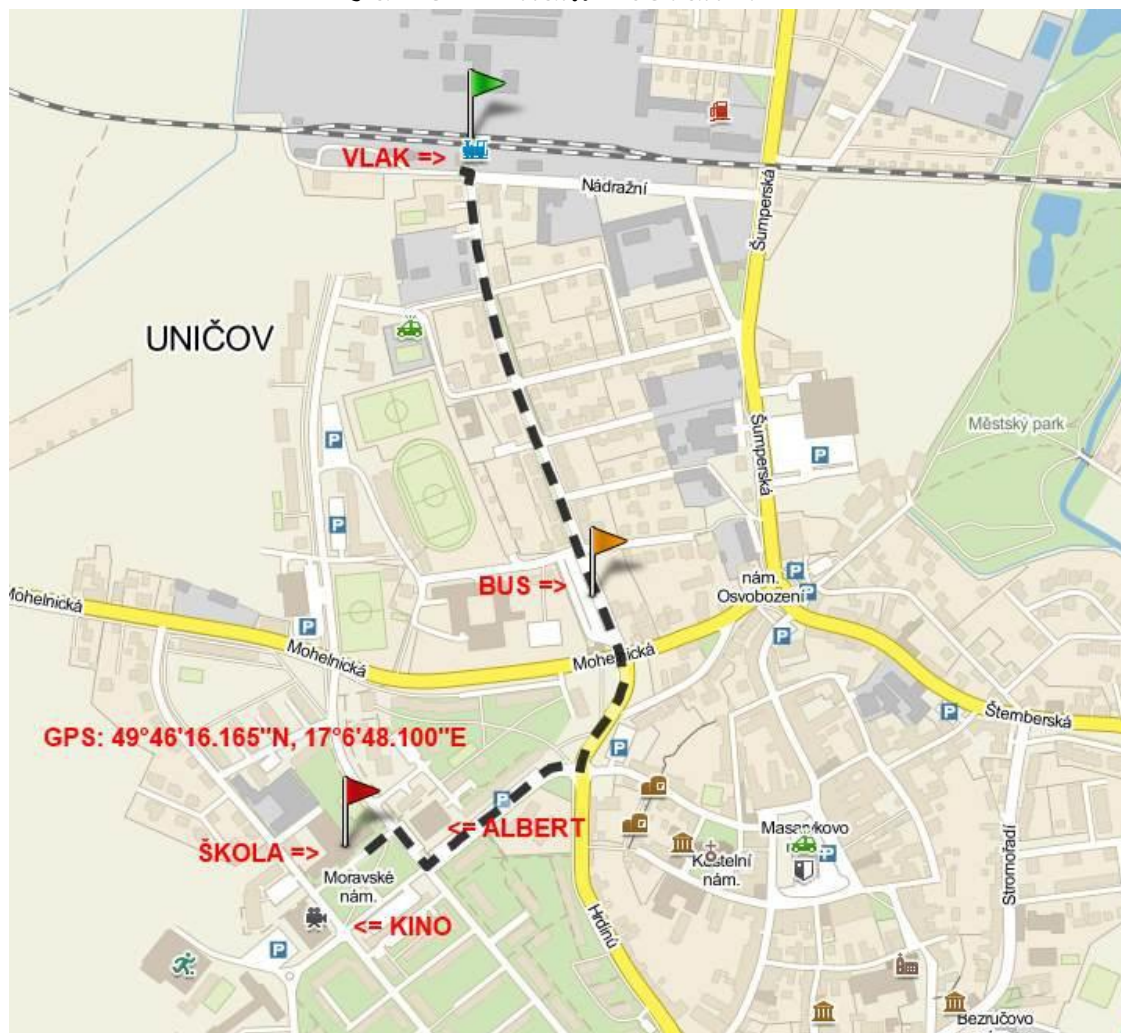 VLAK =>
Nádražní
Šumperská
UNIČOV
Městský park
P
Šumperská
P
P
BUS =>
nám.
Osvobození
P
P
Mohelnická
P
P
Mohelnická
Mohelnická
P
Štemberská
GPS: 49°46'16.165"N, 17°6'48.100"E
P
P
<= ALBERT
Masarykovo
ŠKOLA =>
P
Moravské
nám.
Kostelní
nám.
Stromořadí
<= KINO
Hrdinů
P
Bezručovo